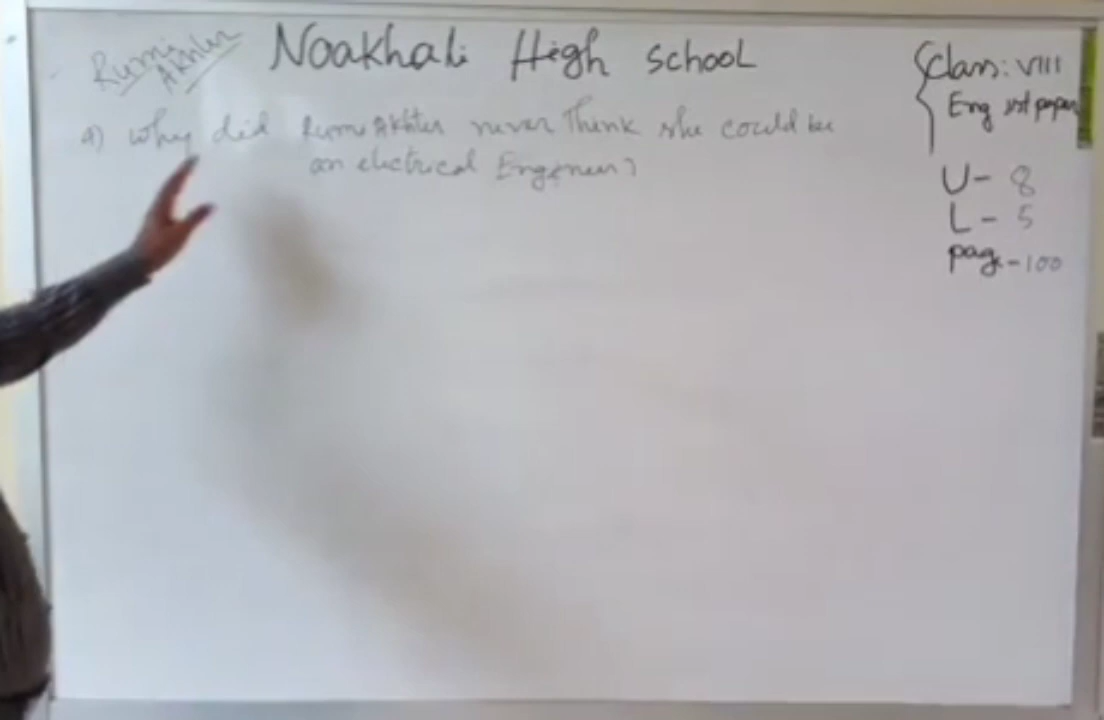 Rumi
Akhter
Noakhali High school
Class: VIII
Eng 1st paper
a) why did Rumi Akhter never Think she could be
an electrical Engineer?
U- 8
L- 5
page-100